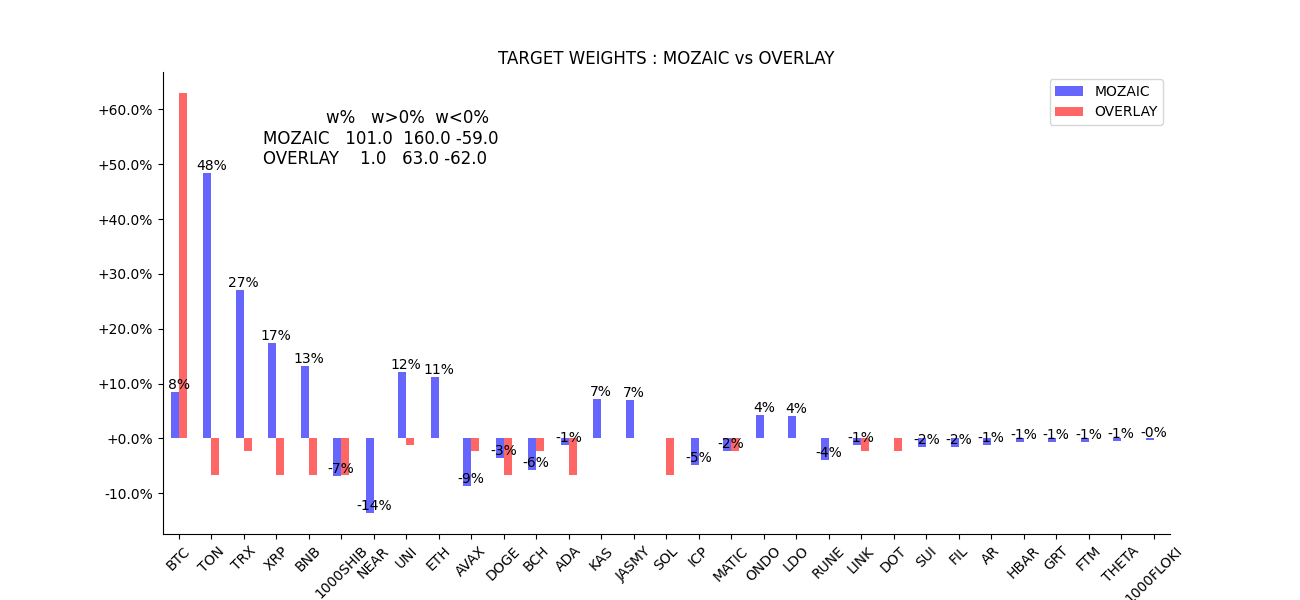 TARGET WEIGHTS : MOZAIC vs OVERLAY
MOZAIC
OVERLAY
w% w>0% w<0%
MOZAIC 101.0 160.0 -59.0
OVERLAY 1.0 63.0 -62.0
+60.0%
+50.0%
+40.0%
+30.0%
+20.0%
+10.0%
+0.0%
-10.0%
8%
48%
27%
17%
13%
-7%
-14%
12%
11%
-9%
-3%
-6%
-1%
7%
7%
-5%
-2%
4%
4%
-4%
-1%
-2%
-2%
-1%
-1%
-1%
-1%
-1%
-0%
BTC
TON
TRX
XRP
BNB
1000SHIB
NEAR
UNI
ETH
AVAX
DOGE
BCH
ADA
KAS
JASMY
SOL
ICP
MATIC
ONDO
LDO
RUNE
LINK
DOT
SUI
FIL
AR
HBAR
GRT
FTM
THETA
1000FLOKI